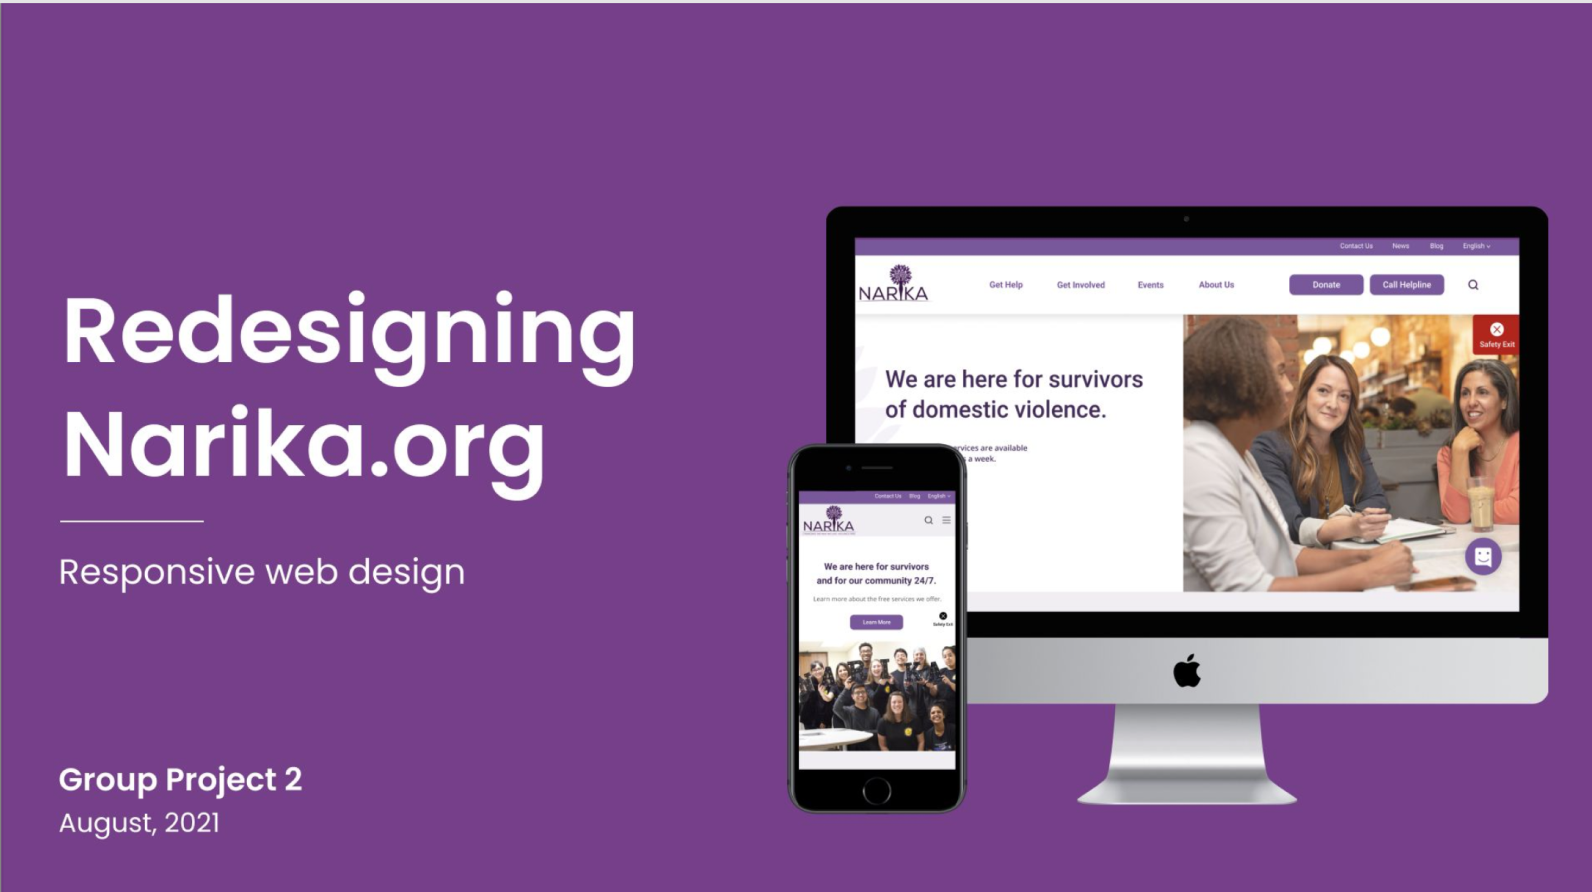 Redesigning
Narika.org
Responsive web design
Group Project 2
August, 2021
Contact Us News Blog English
NARIKA
Get Help Get Involved Events About Us Donate Call Helpline
Safety Exit
We are here for survivors
of domestic violence.
services are available
a week.
Contact Us Blog English
NARIKA
We are here for survivors
and for our community 24/7.
Learn more about the free services we offer.
Learn More
Safety Exit